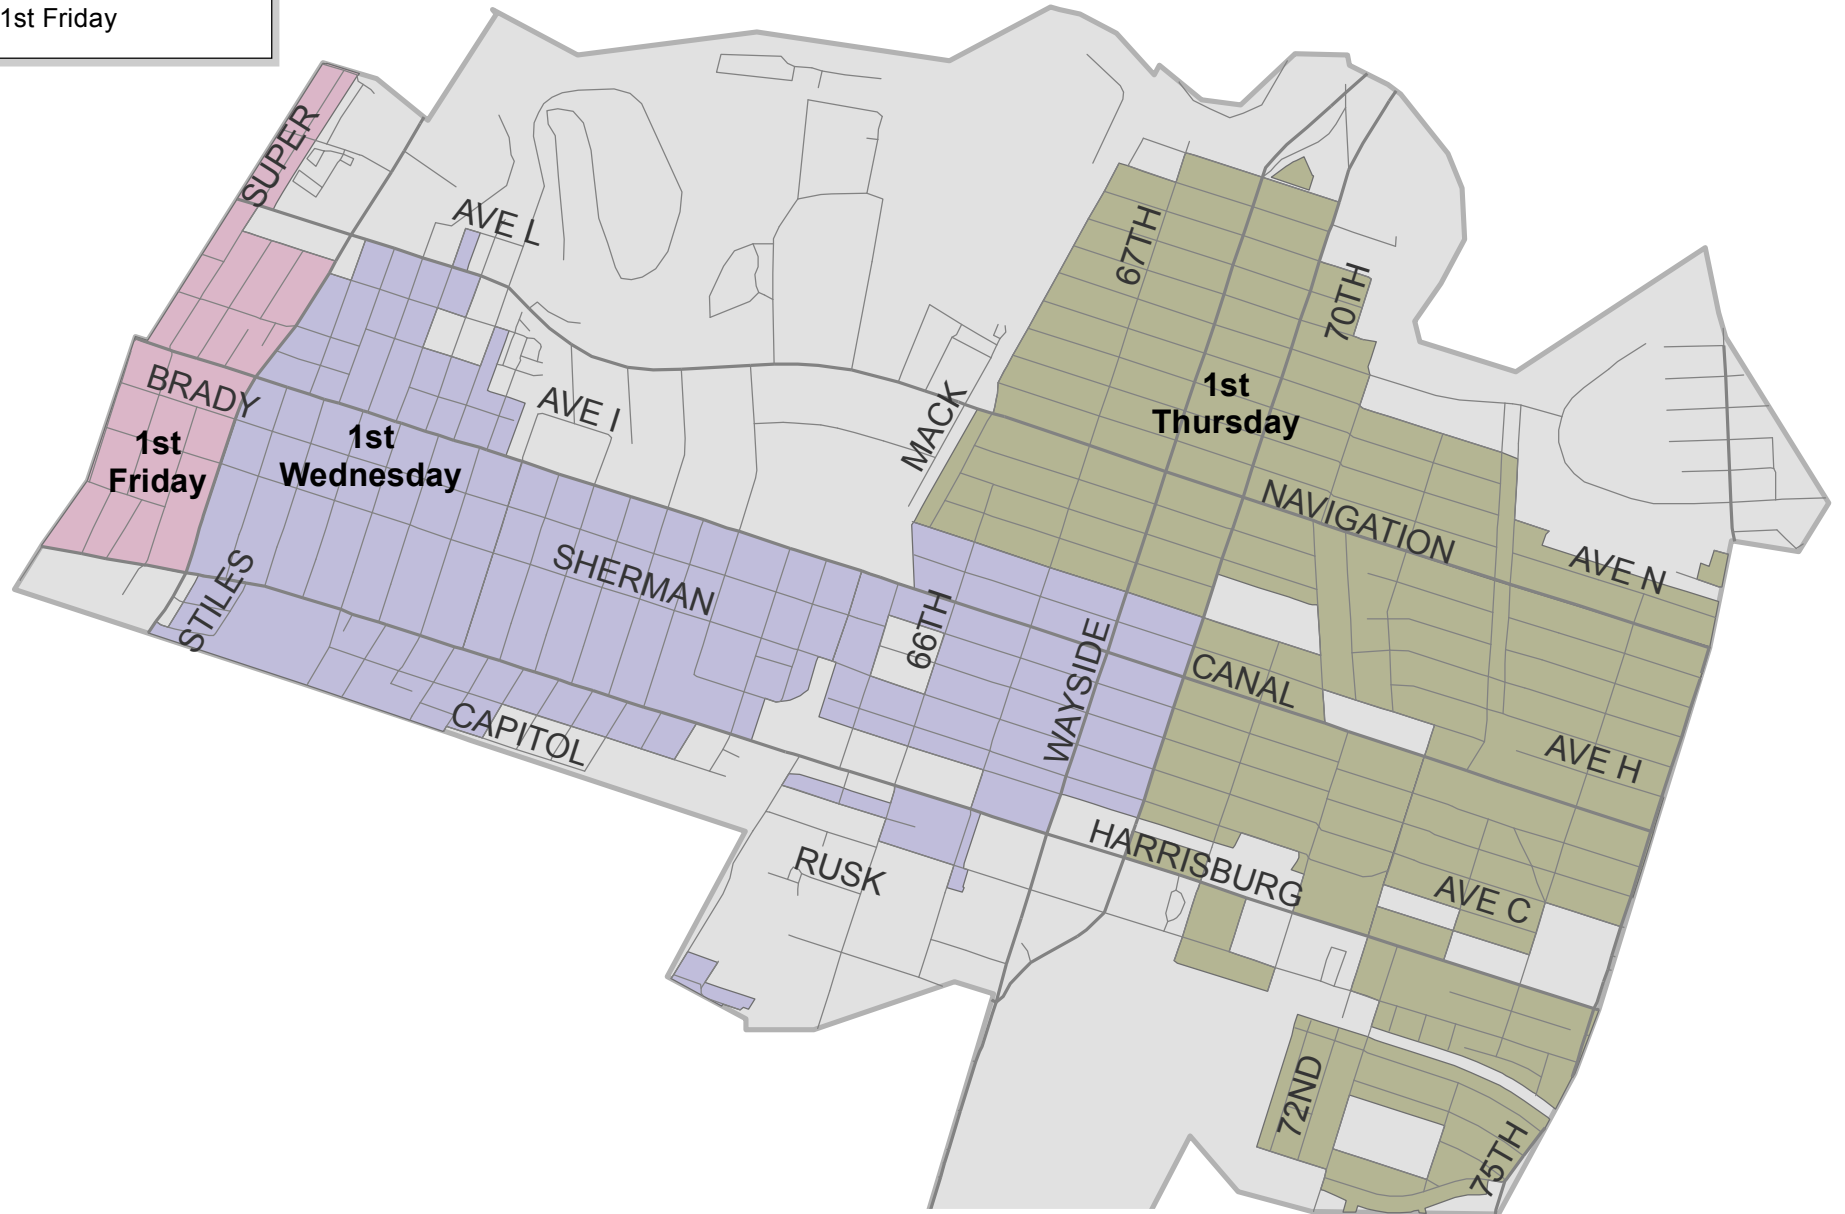 1st Friday
SUPER
AVE L
67TH
70TH
BRADY
AVE I
MACK
1st
Thursday
1st
Friday
1st
Wednesday
NAVIGATION
AVE N
STILES
SHERMAN
66TH
WAYSIDE
CANAL
CAPITOL
AVE H
HARRISBURG
RUSK
AVE C
72ND
75TH